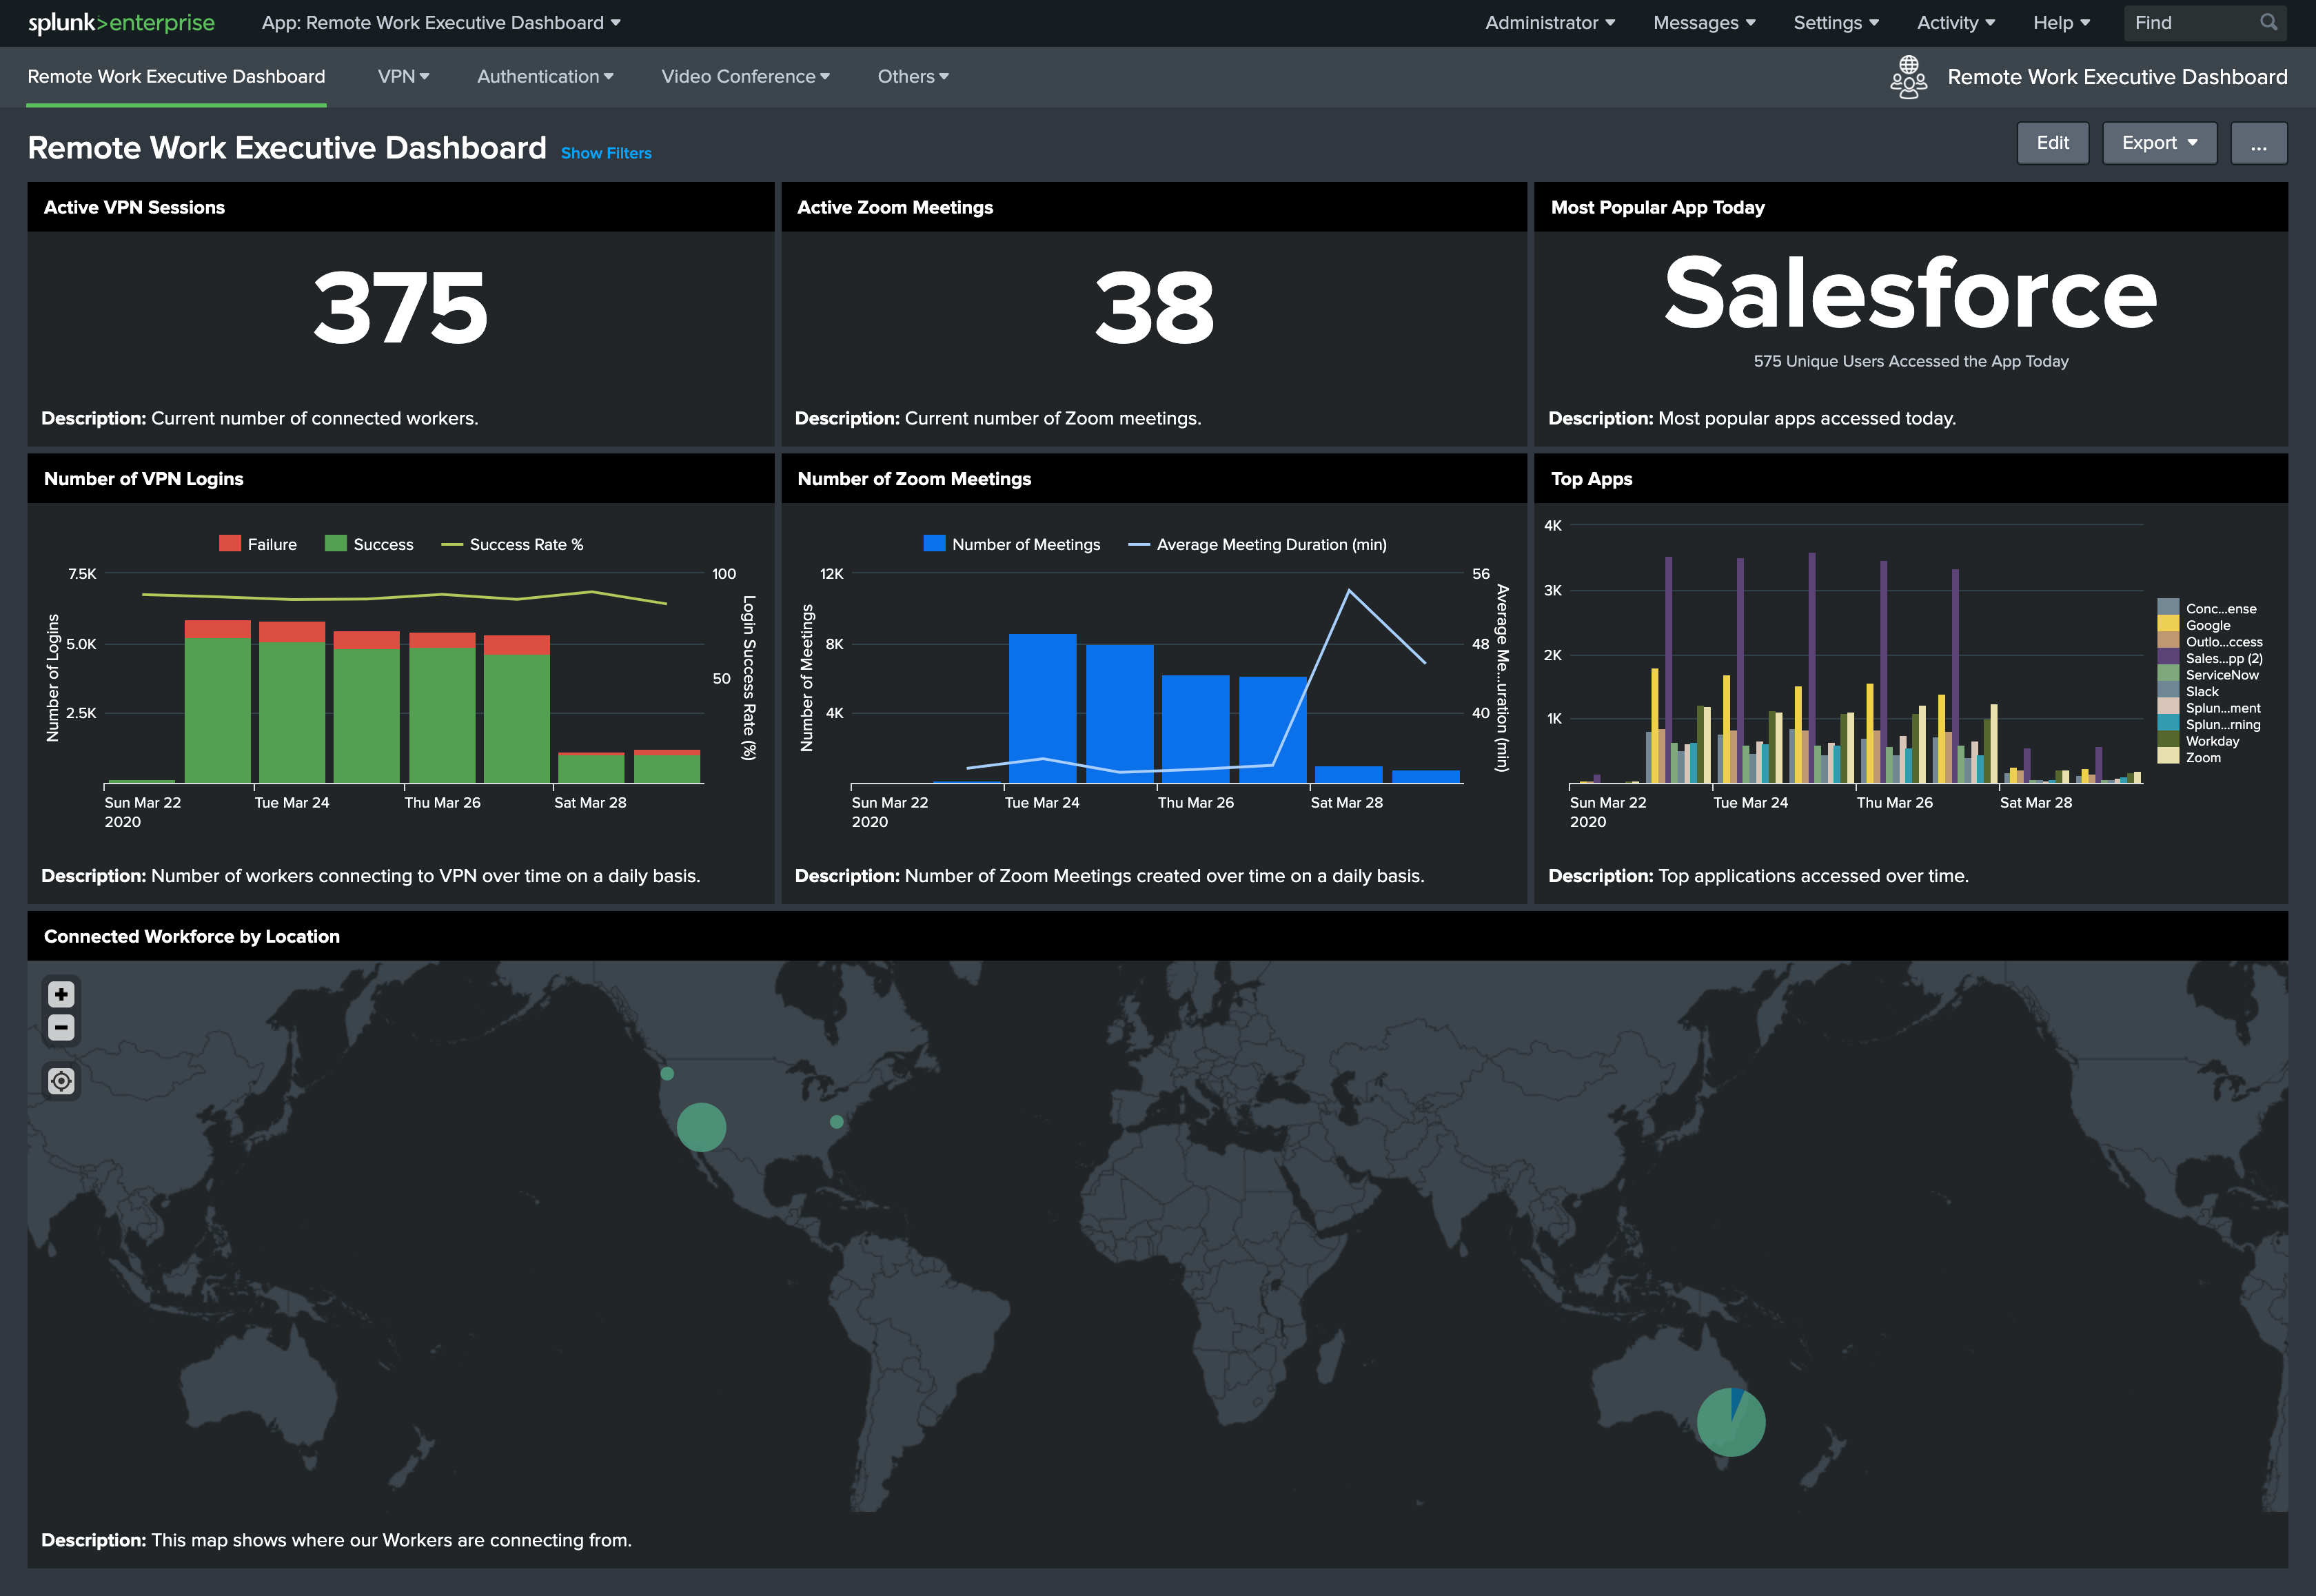 splunk>enterprise App: Remote Work Executive Dashboard Administrator Messages Settings Activity Help Find
Remote Work Executive Dashboard VPN Authentication Video Conference Others Remote Work Executive Dashboard
Remote Work Executive Dashboard Show Filters Edit Export ...
Active VPN Sessions
375
Description: Current number of connected workers.
Active Zoom Meetings
38
Description: Current number of Zoom meetings.
Most Popular App Today
Salesforce
575 Unique Users Accessed the App Today
Description: Most popular apps accessed today.
Number of VPN Logins
Failure Success Success Rate %
7.5K
5.0K
2.5K
Number of Logins
100
50
Login Success Rate (%)
Sun Mar 22 Tue Mar 24 Thu Mar 26 Sat Mar 28
2020
Description: Number of workers connecting to VPN over time on a daily basis.
Number of Zoom Meetings
Number of Meetings Average Meeting Duration (min)
12K
8K
4K
Number of Meetings
56
48
40
Average Me...uration (min)
Sun Mar 22 Tue Mar 24 Thu Mar 26 Sat Mar 28
2020
Description: Number of Zoom Meetings created over time on a daily basis.
Top Apps
4K
3K
2K
1K
Conc...ense
Google
Outlo...ccess
Sales...pp (2)
ServiceNow
Slack
Splun...ment
Splun...rning
Workday
Zoom
Sun Mar 22 Tue Mar 24 Thu Mar 26 Sat Mar 28
2020
Description: Top applications accessed over time.
Connected Workforce by Location
+
−
Description: This map shows where our Workers are connecting from.